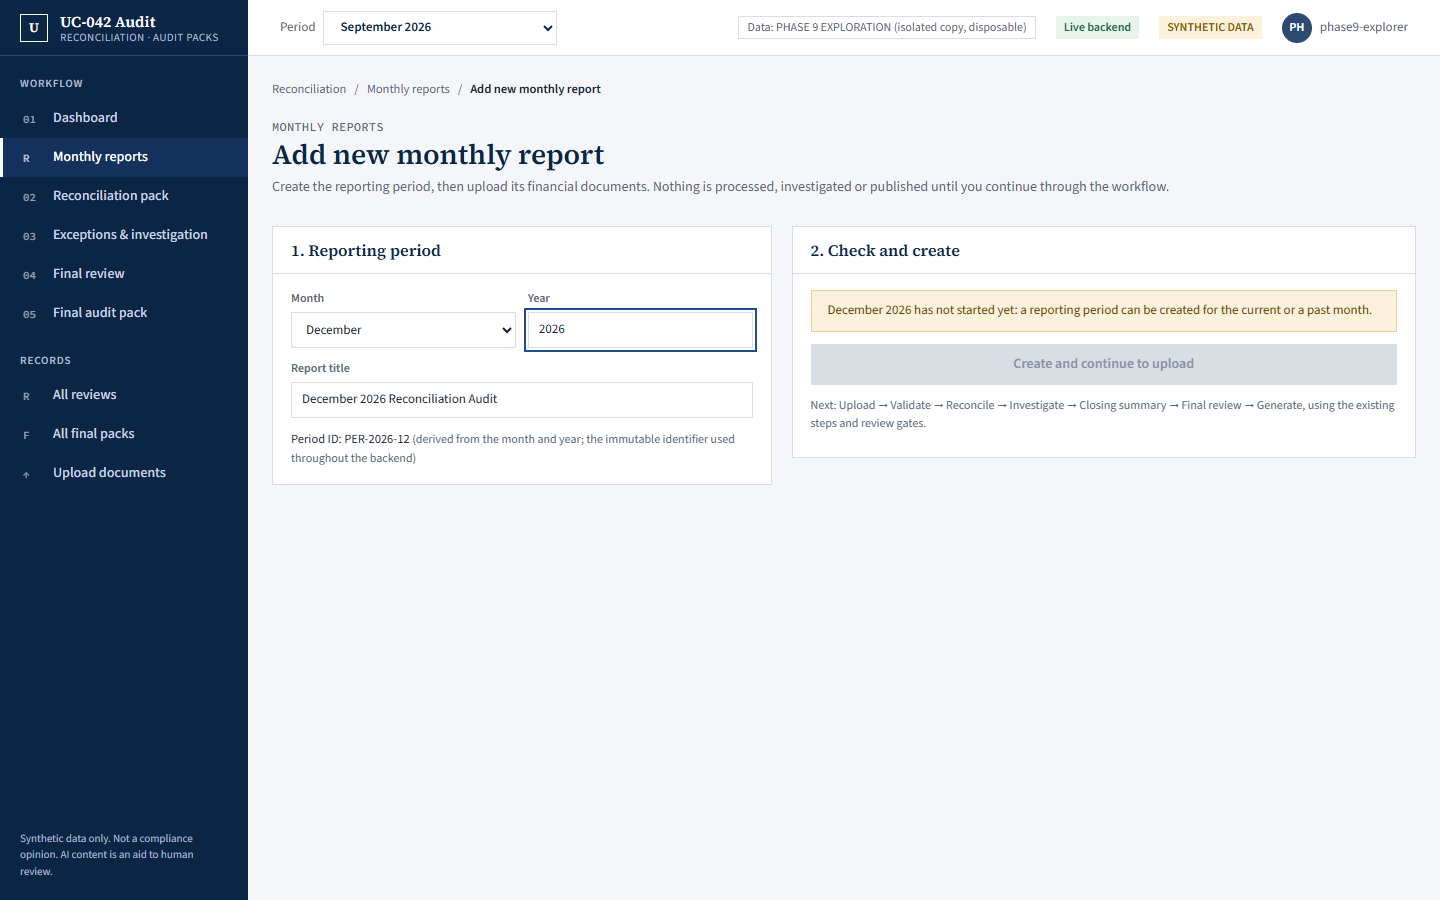 U
UC-042 Audit
RECONCILIATION · AUDIT PACKS
WORKFLOW
01 Dashboard
R Monthly reports
02 Reconciliation pack
03 Exceptions & investigation
04 Final review
05 Final audit pack
RECORDS
R All reviews
F All final packs
↑ Upload documents
Synthetic data only. Not a compliance
opinion. AI content is an aid to human
review.
Period September 2026
Data: PHASE 9 EXPLORATION (isolated copy, disposable)
Live backend
SYNTHETIC DATA
PH phase9-explorer
Reconciliation / Monthly reports / Add new monthly report
MONTHLY REPORTS
Add new monthly report
Create the reporting period, then upload its financial documents. Nothing is processed, investigated or published until you continue through the workflow.
1. Reporting period
Month
December
Year
2026
Report title
December 2026 Reconciliation Audit
Period ID: PER-2026-12 (derived from the month and year; the immutable identifier used
throughout the backend)
2. Check and create
December 2026 has not started yet: a reporting period can be created for the current or a past month.
Create and continue to upload
Next: Upload → Validate → Reconcile → Investigate → Closing summary → Final review → Generate, using the existing
steps and review gates.